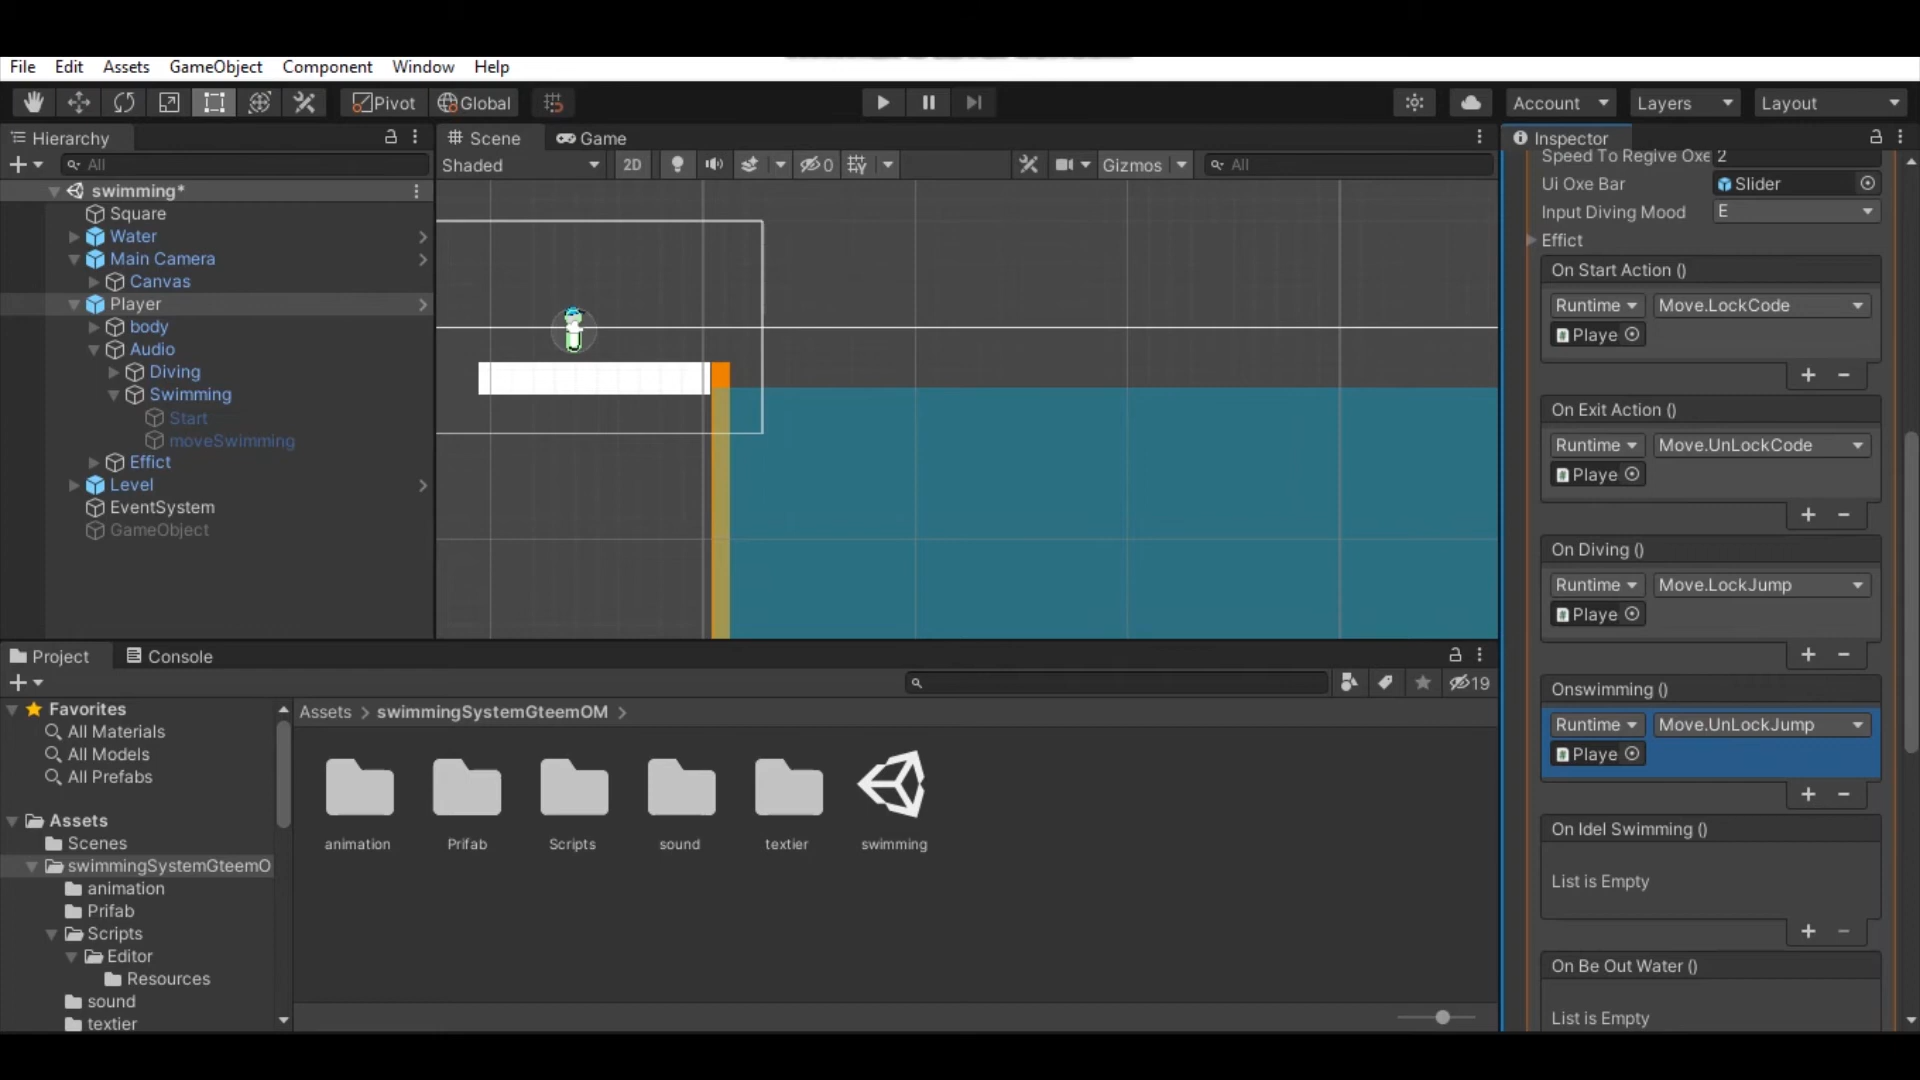 File Edit Assets GameObject Component Window Help
Pivot Global
Account Layers Layout
Hierarchy
All
swimming*
Square
Water
Main Camera
Canvas
Player
body
Audio
Diving
Swimming
Start
moveSwimming
Effict
Level
EventSystem
GameObject
Scene Game
Shaded 2D 0 Gizmos All
Inspector
Speed To Regive Oxe 2
Ui Oxe Bar Slider
Input Diving Mood E
Effict
On Start Action ()
Runtime Move.LockCode
Playe
On Exit Action ()
Runtime Move.UnLockCode
Playe
On Diving ()
Runtime Move.LockJump
Playe
Onswimming ()
Runtime Move.UnLockJump
Playe
On Idel Swimming ()
List is Empty
On Be Out Water ()
List is Empty
Project Console
19
Favorites
All Materials
All Models
All Prefabs
Assets
Scenes
swimmingSystemGteemO
animation
Prifab
Scripts
Editor
Resources
sound
textier
Assets > swimmingSystemGteemOM >
animation Prifab Scripts sound textier swimming